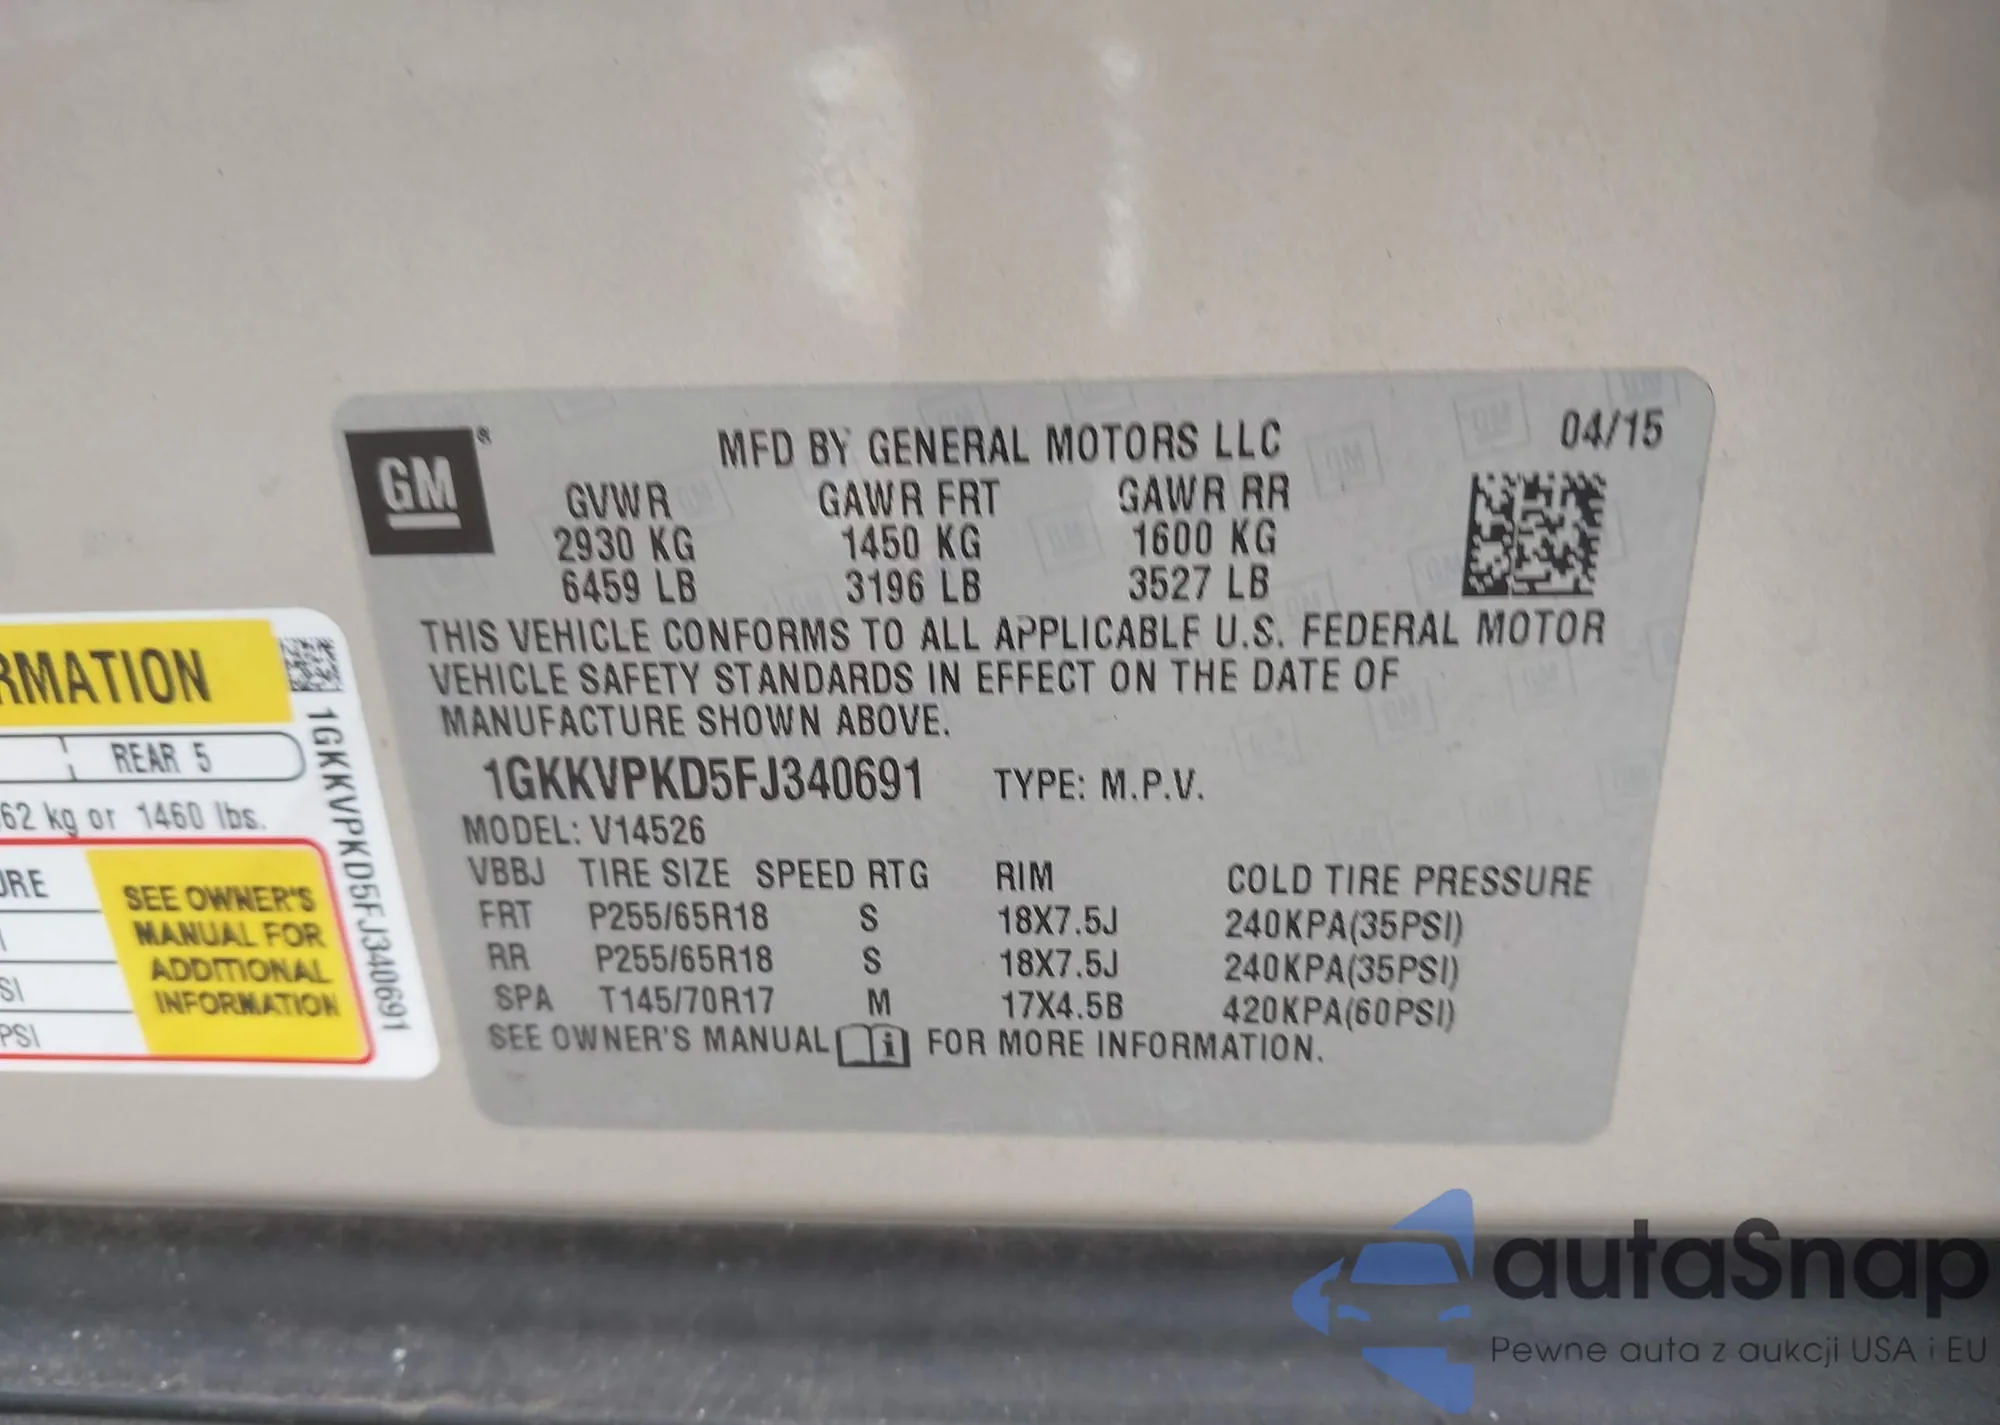 GM®
MFD BY GENERAL MOTORS LLC 04/15
GVWR GAWR FRT GAWR RR
2930 KG 1450 KG 1600 KG
6459 LB 3196 LB 3527 LB
THIS VEHICLE CONFORMS TO ALL APPLICABLE U.S. FEDERAL MOTOR
VEHICLE SAFETY STANDARDS IN EFFECT ON THE DATE OF
MANUFACTURE SHOWN ABOVE.
1GKKVPKD5FJ340691 TYPE: M.P.V.
MODEL: V14526
VBBJ TIRE SIZE SPEED RTG RIM COLD TIRE PRESSURE
FRT P255/65R18 S 18X7.5J 240KPA(35PSI)
RR P255/65R18 S 18X7.5J 240KPA(35PSI)
SPA T145/70R17 M 17X4.5B 420KPA(60PSI)
SEE OWNER'S MANUAL i FOR MORE INFORMATION.
RMATION
REAR 5
62 kg or 1460 lbs.
URE
SI
PSI
SEE OWNER'S
MANUAL FOR
ADDITIONAL
INFORMATION
1GKKVPKD5FJ340691
autaSnap
Pewne auta z aukcji USA i EU